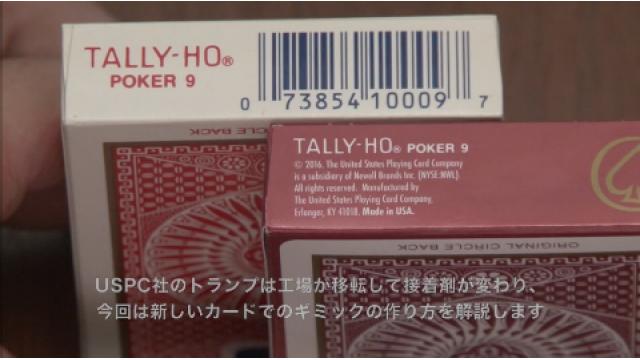 TALLY-HO®
POKER 9
0 73854 10009 7
CIRCLE BACK
TALLY-HO® POKER 9
© 2016. The United States Playing Card Company
is a subsidiary of Newell Brands Inc. (NYSE:NWL)
All rights reserved. Manufactured by
The United States Playing Card Company,
Erlanger, KY 41018. Made in USA.
ORIGINAL CIRCLE BACK
USPC社のトランプは工場が移転して接着剤が変わり、
今回は新しいカードでのギミックの作り方を解説します